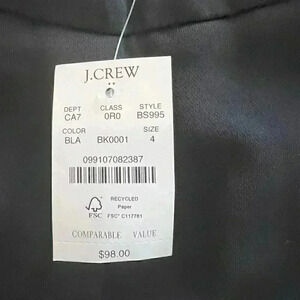 J.CREW
DEPT CLASS STYLE
CA7 0R0 BS995
COLOR SIZE
BLA BK0001 4
099107082387
FSC
RECYCLED
Paper
FSC® C117781
COMPARABLE VALUE
$98.00